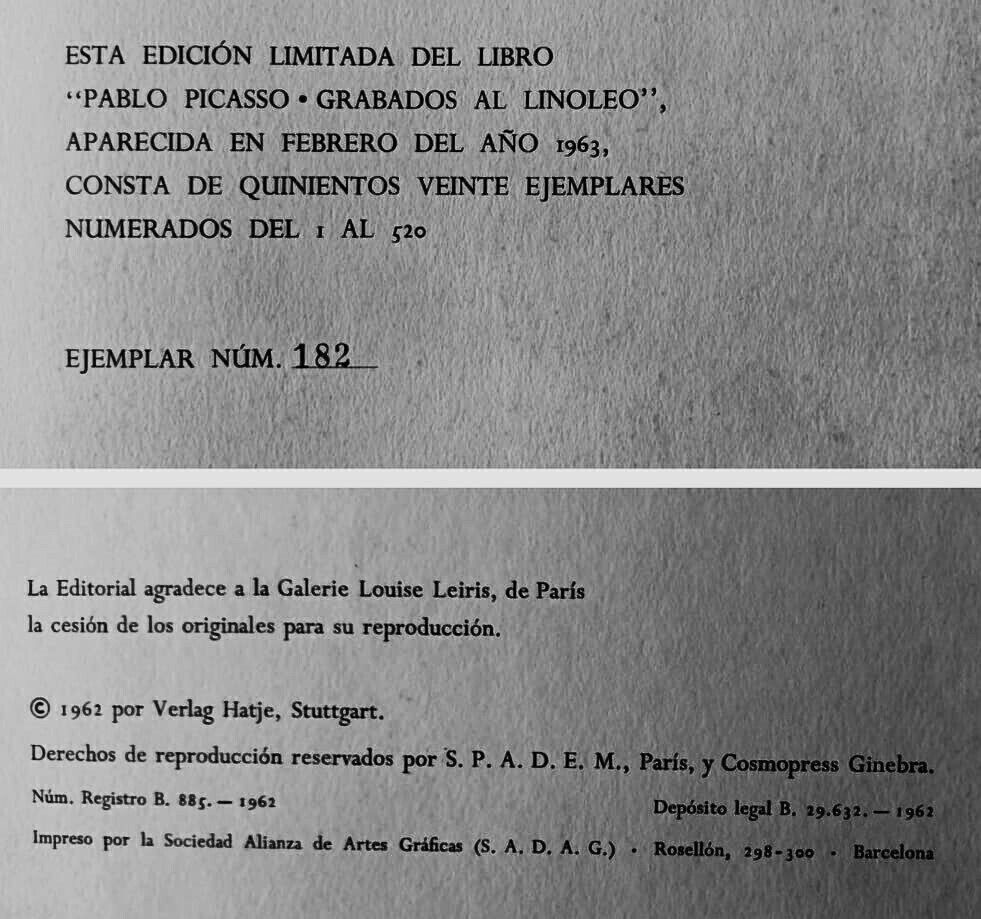 ESTA EDICIÓN LIMITADA DEL LIBRO
“PABLO PICASSO • GRABADOS AL LINOLEO”,
APARECIDA EN FEBRERO DEL AÑO 1963,
CONSTA DE QUINIENTOS VEINTE EJEMPLARES
NUMERADOS DEL 1 AL 520
EJEMPLAR NÚM. 182
La Editorial agradece a la Galerie Louise Leiris, de París
la cesión de los originales para su reproducción.
© 1962 por Verlag Hatje, Stuttgart.
Derechos de reproducción reservados por S. P. A. D. E. M., París, y Cosmopress Ginebra.
Núm. Registro B. 885. — 1962 Depósito legal B. 29.632. — 1962
Impreso por la Sociedad Alianza de Artes Gráficas (S. A. D. A. G.) · Rosellón, 298-300 · Barcelona